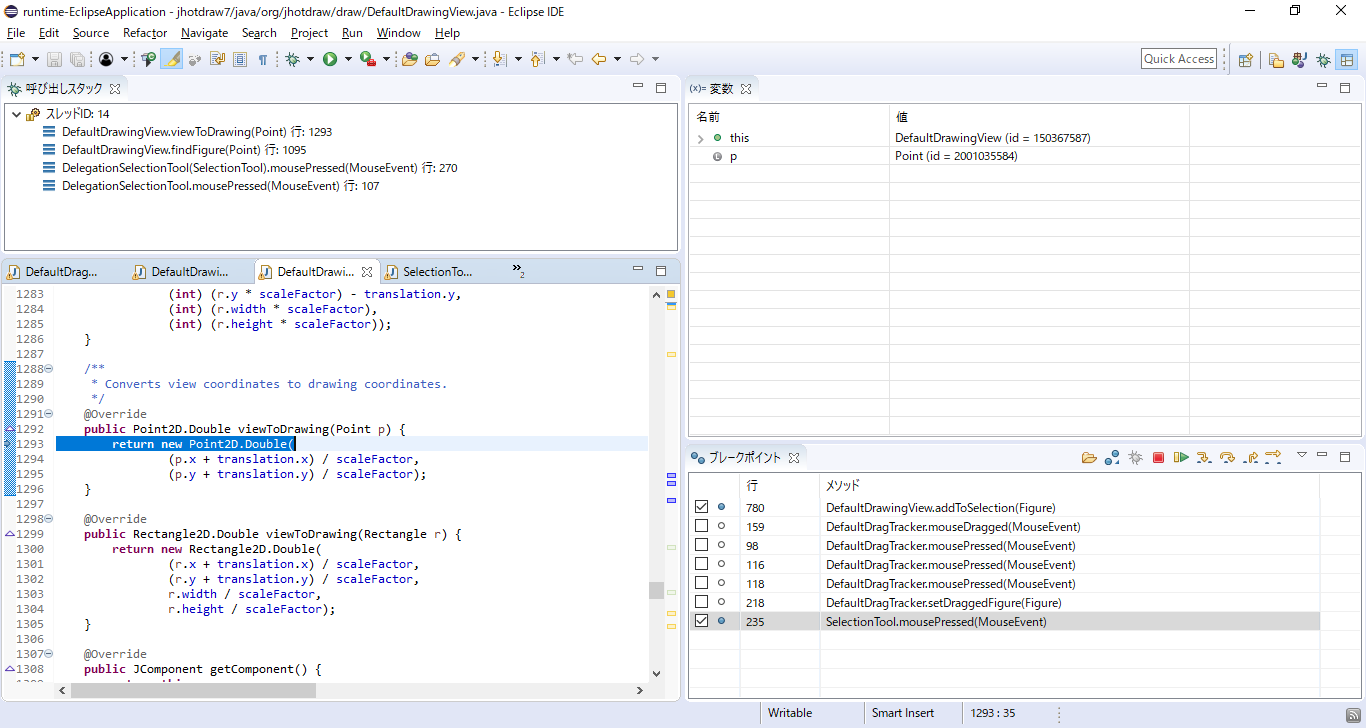 runtime-EclipseApplication - jhotdraw7/java/org/jhotdraw/draw/DefaultDrawingView.java - Eclipse IDE
File Edit Source Refactor Navigate Search Project Run Window Help
Quick Access
呼び出しスタック
スレッドID: 14
DefaultDrawingView.viewToDrawing(Point) 行: 1293
DefaultDrawingView.findFigure(Point) 行: 1095
DelegationSelectionTool(SelectionTool).mousePressed(MouseEvent) 行: 270
DelegationSelectionTool.mousePressed(MouseEvent) 行: 107
(x)= 変数
名前 値
this DefaultDrawingView (id = 150367587)
p Point (id = 2001035584)
DefaultDrag... DefaultDrawi... DefaultDrawi... SelectionTo... »2
1283 (int) (r.y * scaleFactor) - translation.y,
1284 (int) (r.width * scaleFactor),
1285 (int) (r.height * scaleFactor));
1286 }
1287
1288 /**
1289 * Converts view coordinates to drawing coordinates.
1290 */
1291 @Override
1292 public Point2D.Double viewToDrawing(Point p) {
1293 return new Point2D.Double(
1294 (p.x + translation.x) / scaleFactor,
1295 (p.y + translation.y) / scaleFactor);
1296 }
1297
1298 @Override
1299 public Rectangle2D.Double viewToDrawing(Rectangle r) {
1300 return new Rectangle2D.Double(
1301 (r.x + translation.x) / scaleFactor,
1302 (r.y + translation.y) / scaleFactor,
1303 r.width / scaleFactor,
1304 r.height / scaleFactor);
1305 }
1306
1307 @Override
1308 public JComponent getComponent() {
ブレークポイント
行 メソッド
780 DefaultDrawingView.addToSelection(Figure)
159 DefaultDragTracker.mouseDragged(MouseEvent)
98 DefaultDragTracker.mousePressed(MouseEvent)
116 DefaultDragTracker.mousePressed(MouseEvent)
118 DefaultDragTracker.mousePressed(MouseEvent)
218 DefaultDragTracker.setDraggedFigure(Figure)
235 SelectionTool.mousePressed(MouseEvent)
Writable Smart Insert 1293 : 35